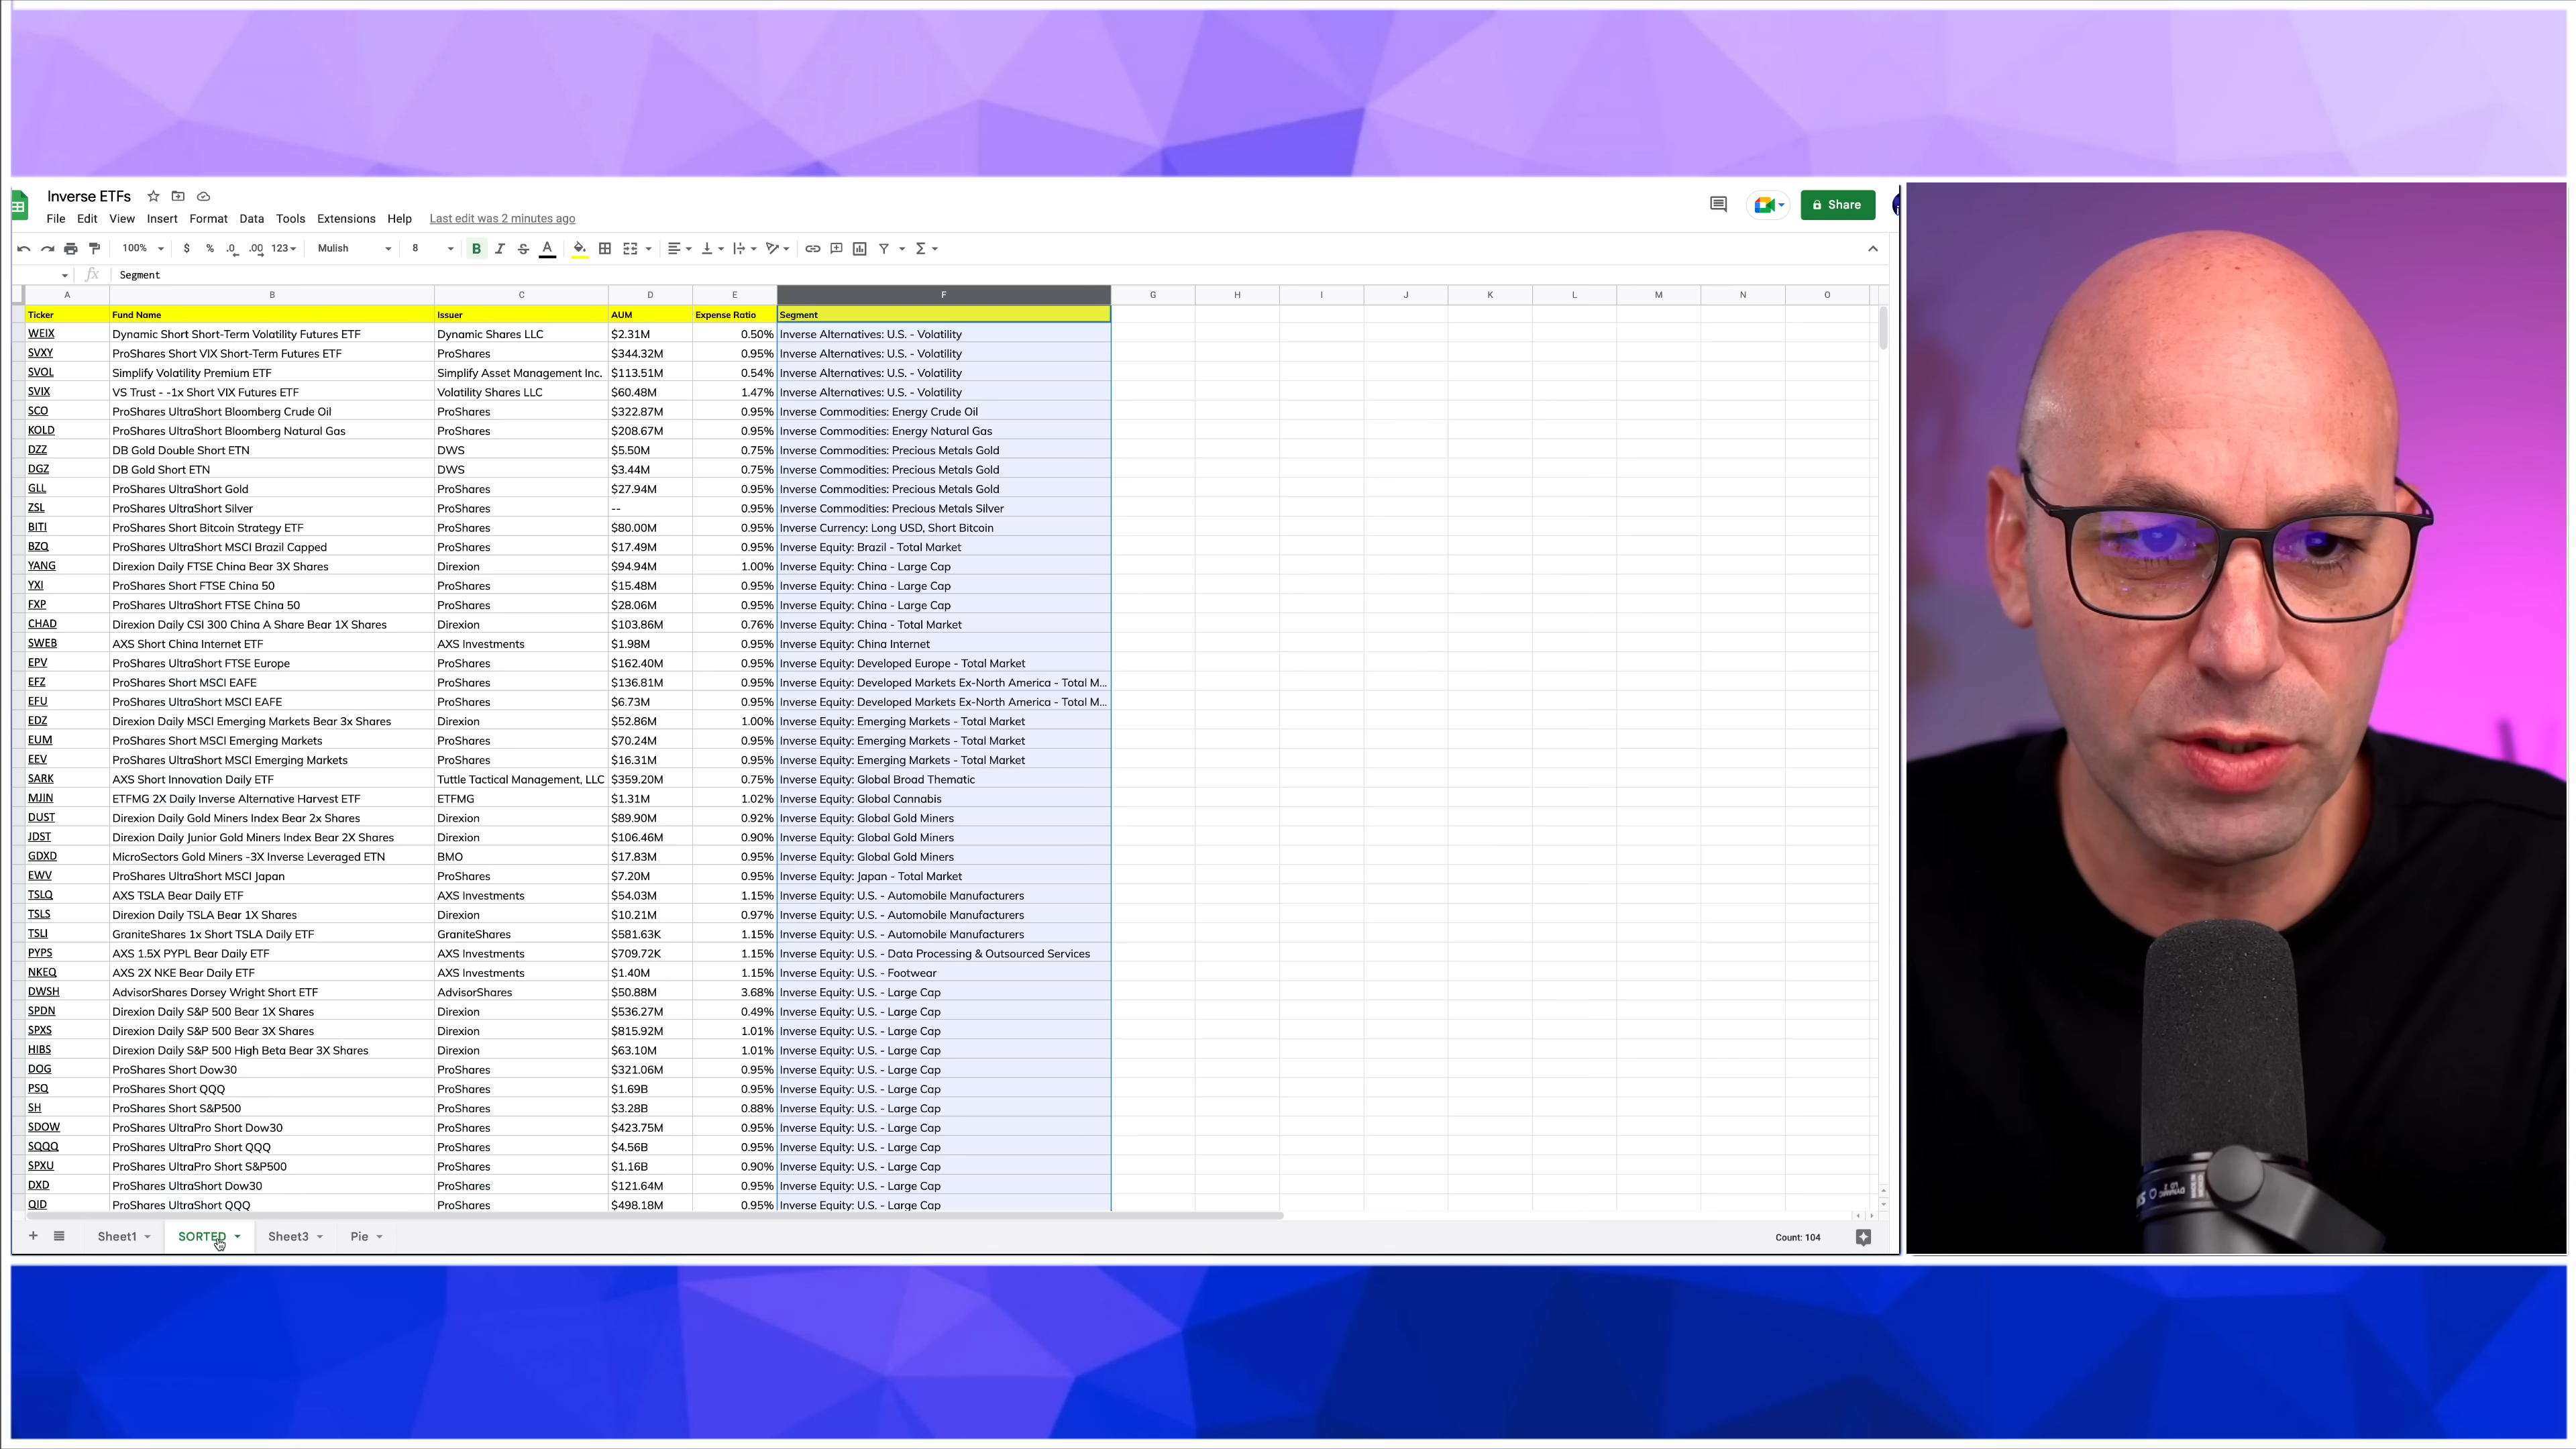 Inverse ETFs
File Edit View Insert Format Data Tools Extensions Help Last edit was 2 minutes ago
Share
100% $ % .0 .00 123 Mulish 8 B I S A
fx Segment
A B C D E F G H I J K L M N O
Ticker Fund Name Issuer AUM Expense Ratio Segment
WEIX Dynamic Short Short-Term Volatility Futures ETF Dynamic Shares LLC $2.31M 0.50% Inverse Alternatives: U.S. - Volatility
SVXY ProShares Short VIX Short-Term Futures ETF ProShares $344.32M 0.95% Inverse Alternatives: U.S. - Volatility
SVOL Simplify Volatility Premium ETF Simplify Asset Management Inc. $113.51M 0.54% Inverse Alternatives: U.S. - Volatility
SVIX VS Trust - -1x Short VIX Futures ETF Volatility Shares LLC $60.48M 1.47% Inverse Alternatives: U.S. - Volatility
SCO ProShares UltraShort Bloomberg Crude Oil ProShares $322.87M 0.95% Inverse Commodities: Energy Crude Oil
KOLD ProShares UltraShort Bloomberg Natural Gas ProShares $208.67M 0.95% Inverse Commodities: Energy Natural Gas
DZZ DB Gold Double Short ETN DWS $5.50M 0.75% Inverse Commodities: Precious Metals Gold
DGZ DB Gold Short ETN DWS $3.44M 0.75% Inverse Commodities: Precious Metals Gold
GLL ProShares UltraShort Gold ProShares $27.94M 0.95% Inverse Commodities: Precious Metals Gold
ZSL ProShares UltraShort Silver ProShares -- 0.95% Inverse Commodities: Precious Metals Silver
BITI ProShares Short Bitcoin Strategy ETF ProShares $80.00M 0.95% Inverse Currency: Long USD, Short Bitcoin
BZQ ProShares UltraShort MSCI Brazil Capped ProShares $17.49M 0.95% Inverse Equity: Brazil - Total Market
YANG Direxion Daily FTSE China Bear 3X Shares Direxion $94.94M 1.00% Inverse Equity: China - Large Cap
YXI ProShares Short FTSE China 50 ProShares $15.48M 0.95% Inverse Equity: China - Large Cap
FXP ProShares UltraShort FTSE China 50 ProShares $28.06M 0.95% Inverse Equity: China - Large Cap
CHAD Direxion Daily CSI 300 China A Share Bear 1X Shares Direxion $103.86M 0.76% Inverse Equity: China - Total Market
SWEB AXS Short China Internet ETF AXS Investments $1.98M 0.95% Inverse Equity: China Internet
EPV ProShares UltraShort FTSE Europe ProShares $162.40M 0.95% Inverse Equity: Developed Europe - Total Market
EFZ ProShares Short MSCI EAFE ProShares $136.81M 0.95% Inverse Equity: Developed Markets Ex-North America - Total M...
EFU ProShares UltraShort MSCI EAFE ProShares $6.73M 0.95% Inverse Equity: Developed Markets Ex-North America - Total M...
EDZ Direxion Daily MSCI Emerging Markets Bear 3x Shares Direxion $52.86M 1.00% Inverse Equity: Emerging Markets - Total Market
EUM ProShares Short MSCI Emerging Markets ProShares $70.24M 0.95% Inverse Equity: Emerging Markets - Total Market
EEV ProShares UltraShort MSCI Emerging Markets ProShares $16.31M 0.95% Inverse Equity: Emerging Markets - Total Market
SARK AXS Short Innovation Daily ETF Tuttle Tactical Management, LLC $359.20M 0.75% Inverse Equity: Global Broad Thematic
MJIN ETFMG 2X Daily Inverse Alternative Harvest ETF ETFMG $1.31M 1.02% Inverse Equity: Global Cannabis
DUST Direxion Daily Gold Miners Index Bear 2x Shares Direxion $89.90M 0.92% Inverse Equity: Global Gold Miners
JDST Direxion Daily Junior Gold Miners Index Bear 2X Shares Direxion $106.46M 0.90% Inverse Equity: Global Gold Miners
GDXD MicroSectors Gold Miners -3X Inverse Leveraged ETN BMO $17.83M 0.95% Inverse Equity: Global Gold Miners
EWV ProShares UltraShort MSCI Japan ProShares $7.20M 0.95% Inverse Equity: Japan - Total Market
TSLQ AXS TSLA Bear Daily ETF AXS Investments $54.03M 1.15% Inverse Equity: U.S. - Automobile Manufacturers
TSLS Direxion Daily TSLA Bear 1X Shares Direxion $10.21M 0.97% Inverse Equity: U.S. - Automobile Manufacturers
TSLI GraniteShares 1x Short TSLA Daily ETF GraniteShares $581.63K 1.15% Inverse Equity: U.S. - Automobile Manufacturers
PYPS AXS 1.5X PYPL Bear Daily ETF AXS Investments $709.72K 1.15% Inverse Equity: U.S. - Data Processing & Outsourced Services
NKEQ AXS 2X NKE Bear Daily ETF AXS Investments $1.40M 1.15% Inverse Equity: U.S. - Footwear
DWSH AdvisorShares Dorsey Wright Short ETF AdvisorShares $50.88M 3.68% Inverse Equity: U.S. - Large Cap
SPDN Direxion Daily S&P 500 Bear 1X Shares Direxion $536.27M 0.49% Inverse Equity: U.S. - Large Cap
SPXS Direxion Daily S&P 500 Bear 3X Shares Direxion $815.92M 1.01% Inverse Equity: U.S. - Large Cap
HIBS Direxion Daily S&P 500 High Beta Bear 3X Shares Direxion $63.10M 1.01% Inverse Equity: U.S. - Large Cap
DOG ProShares Short Dow30 ProShares $321.06M 0.95% Inverse Equity: U.S. - Large Cap
PSQ ProShares Short QQQ ProShares $1.69B 0.95% Inverse Equity: U.S. - Large Cap
SH ProShares Short S&P500 ProShares $3.28B 0.88% Inverse Equity: U.S. - Large Cap
SDOW ProShares UltraPro Short Dow30 ProShares $423.75M 0.95% Inverse Equity: U.S. - Large Cap
SQQQ ProShares UltraPro Short QQQ ProShares $4.56B 0.95% Inverse Equity: U.S. - Large Cap
SPXU ProShares UltraPro Short S&P500 ProShares $1.16B 0.90% Inverse Equity: U.S. - Large Cap
DXD ProShares UltraShort Dow30 ProShares $121.64M 0.95% Inverse Equity: U.S. - Large Cap
QID ProShares UltraShort QQQ ProShares $498.18M 0.95% Inverse Equity: U.S. - Large Cap
Sheet1 SORTED Sheet3 Pie Count: 104